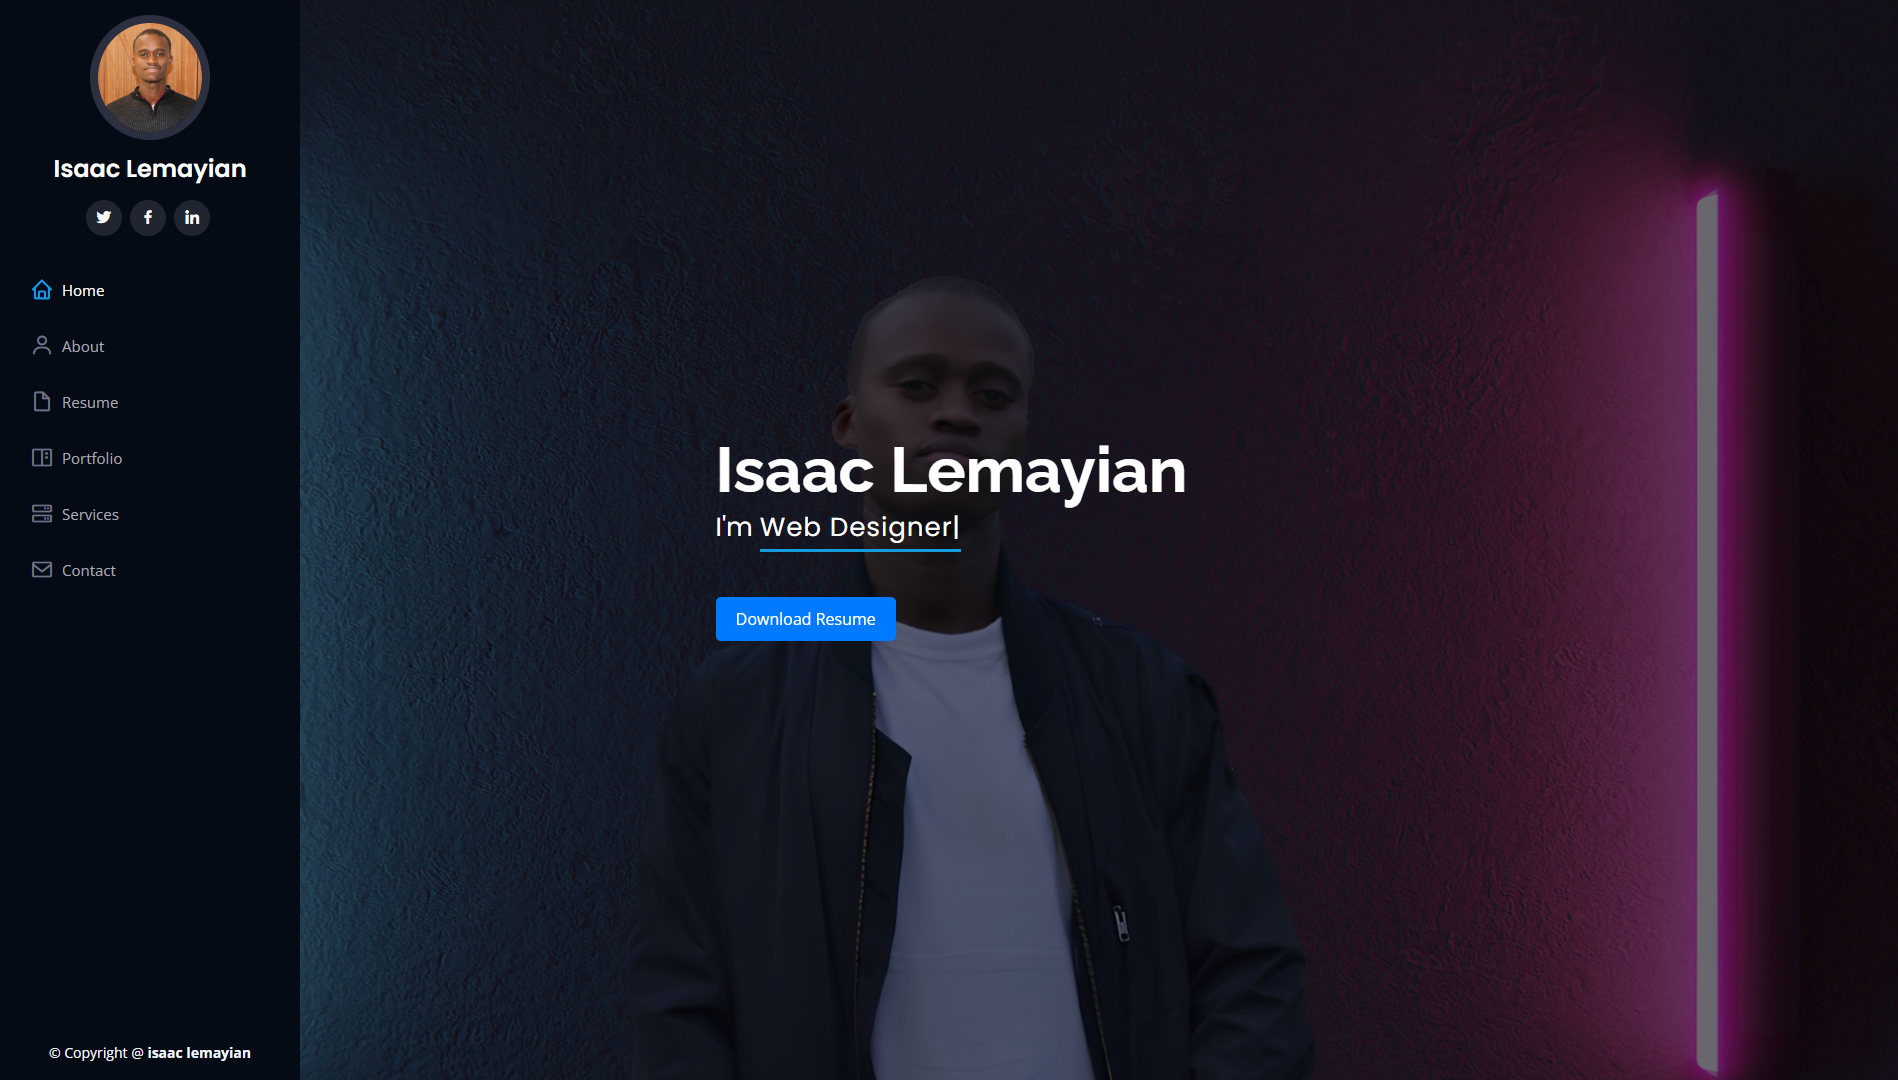 Isaac Lemayian
Home
About
Resume
Portfolio
Services
Contact
© Copyright @ isaac lemayian
Isaac Lemayian
I'm Web Designer|
Download Resume